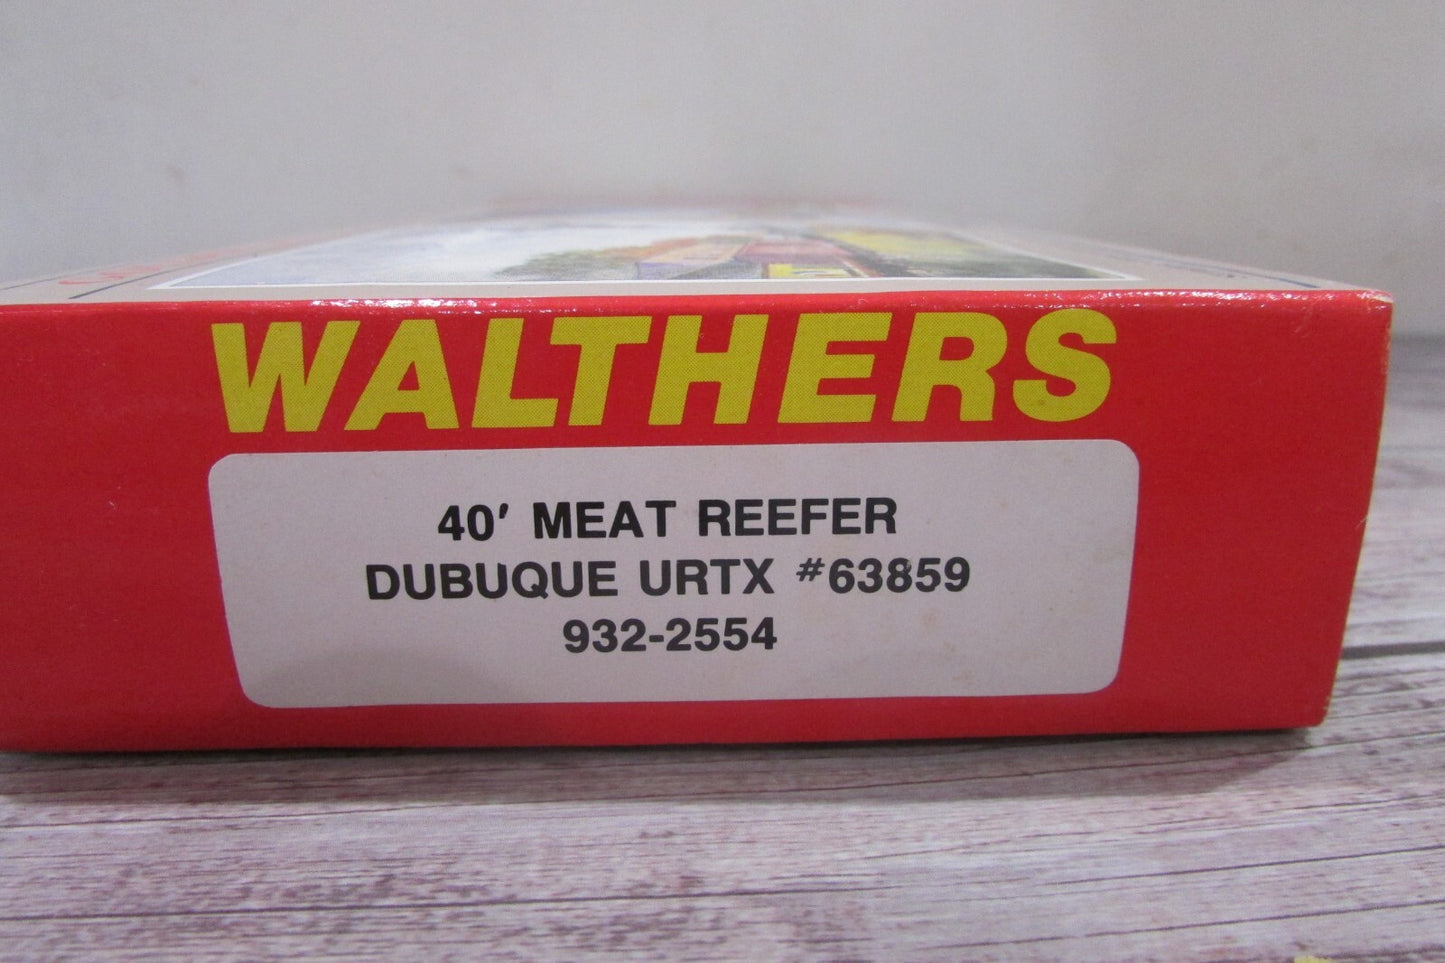 WALTHERS
40' MEAT REEFER
DUBUQUE URTX #63859
932-2554